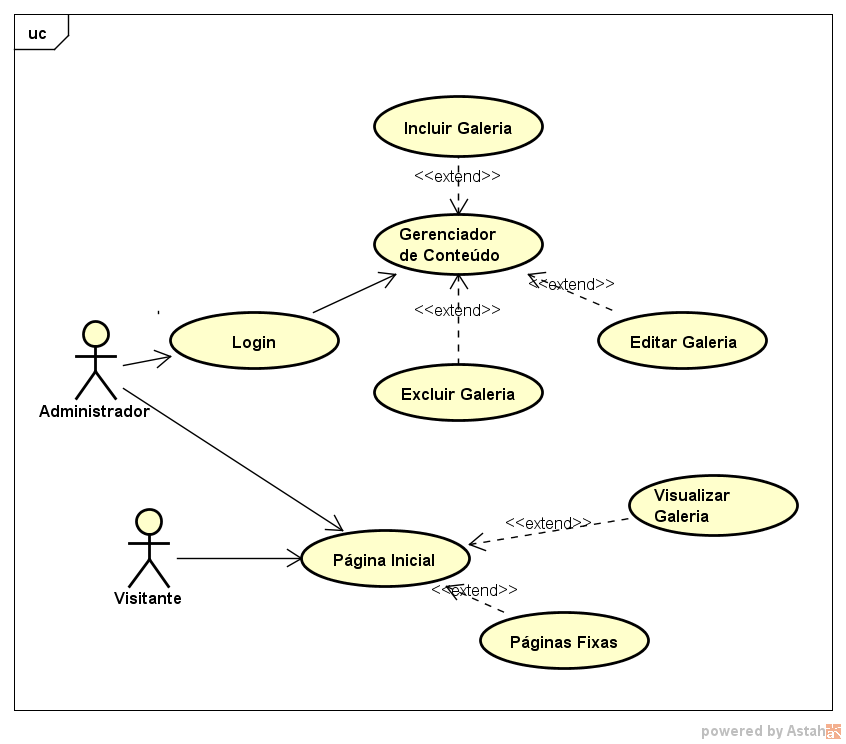 uc
Incluir Galeria
<<extend>>
Gerenciador
de Conteúdo
<<extend>>
<<extend>>
Login
Editar Galeria
Excluir Galeria
Administrador
Visualizar
Galeria
<<extend>>
Página Inicial
<<extend>>
Visitante
Páginas Fixas
powered by Astah